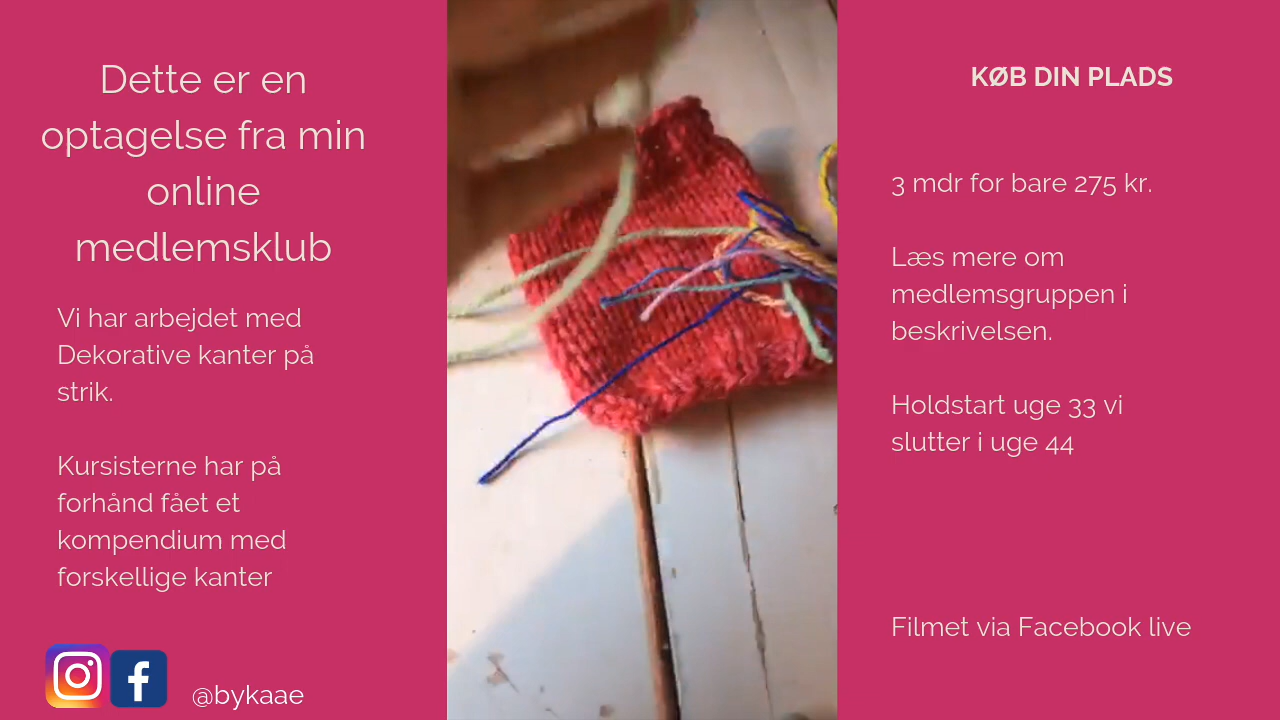 Dette er en
optagelse fra min
online
medlemsklub
Vi har arbejdet med
Dekorative kanter på
strik.
Kursisterne har på
forhånd fået et
kompendium med
forskellige kanter
@bykaae
KØB DIN PLADS
3 mdr for bare 275 kr.
Læs mere om
medlemsgruppen i
beskrivelsen.
Holdstart uge 33 vi
slutter i uge 44
Filmet via Facebook live